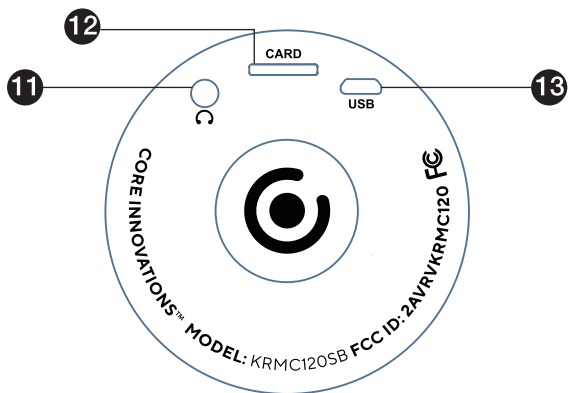 12
CARD
11
13
USB
CORE INNOVATIONS™ MODEL: KRMC120SB FCC ID: 2AVRVKRMC120 FC